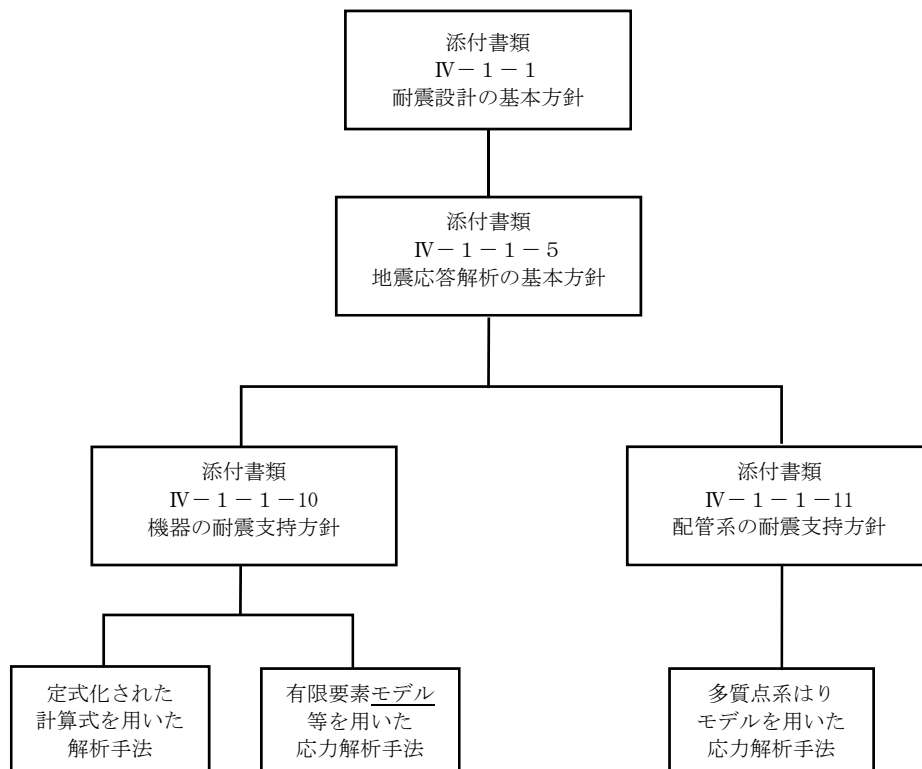 添付書類
Ⅳ－１－１
耐震設計の基本方針
添付書類
Ⅳ－１－１－５
地震応答解析の基本方針
添付書類
Ⅳ－１－１－10
機器の耐震支持方針
添付書類
Ⅳ－１－１－11
配管系の耐震支持方針
定式化された
計算式を用いた
解析手法
有限要素モデル
等を用いた
応力解析手法
多質点系はり
モデルを用いた
応力解析手法